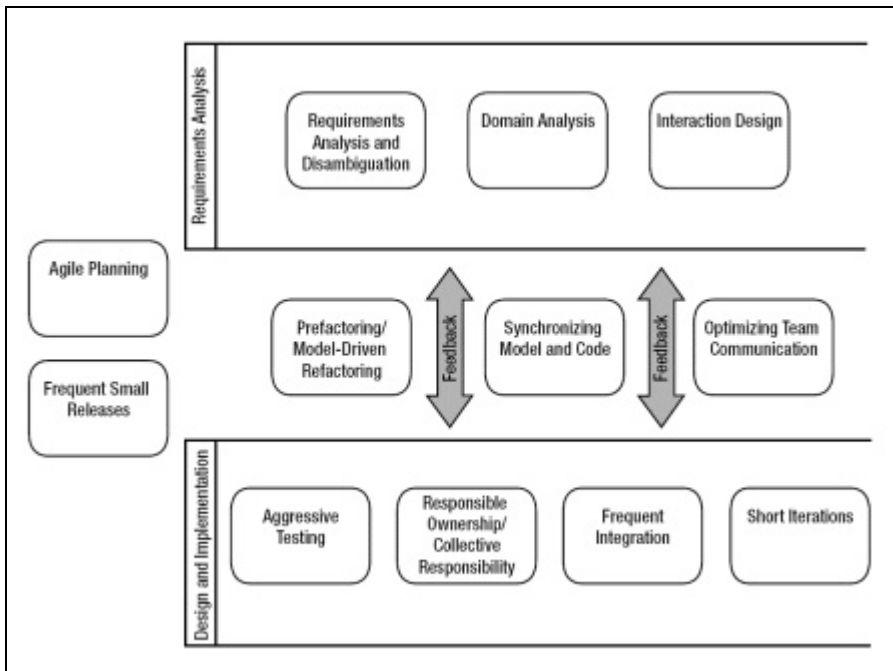 Requirements Analysis
Requirements
Analysis and
Disambiguation
Domain Analysis
Interaction Design
Agile Planning
Frequent Small
Releases
Prefactoring/
Model-Driven
Refactoring
Feedback
Synchronizing
Model and Code
Feedback
Optimizing Team
Communication
Design and Implementation
Aggressive
Testing
Responsible
Ownership/
Collective
Responsibility
Frequent
Integration
Short Iterations